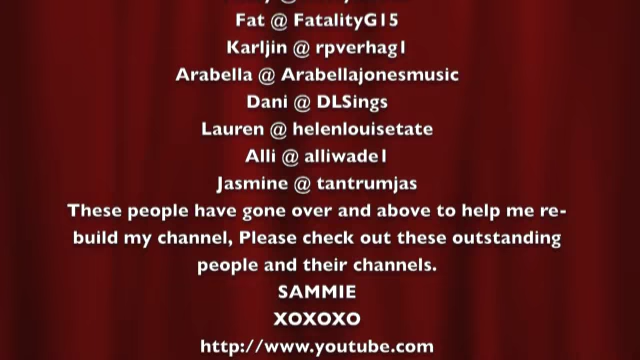 Fat @ FatalityG15
Karljin @ rpverhag1
Arabella @ Arabellajonesmusic
Dani @ DLSings
Lauren @ helenlouisetate
Alli @ alliwade1
Jasmine @ tantrumjas
These people have gone over and above to help me re-
build my channel, Please check out these outstanding
people and their channels.
SAMMIE
XOXOXO
http://www.youtube.com